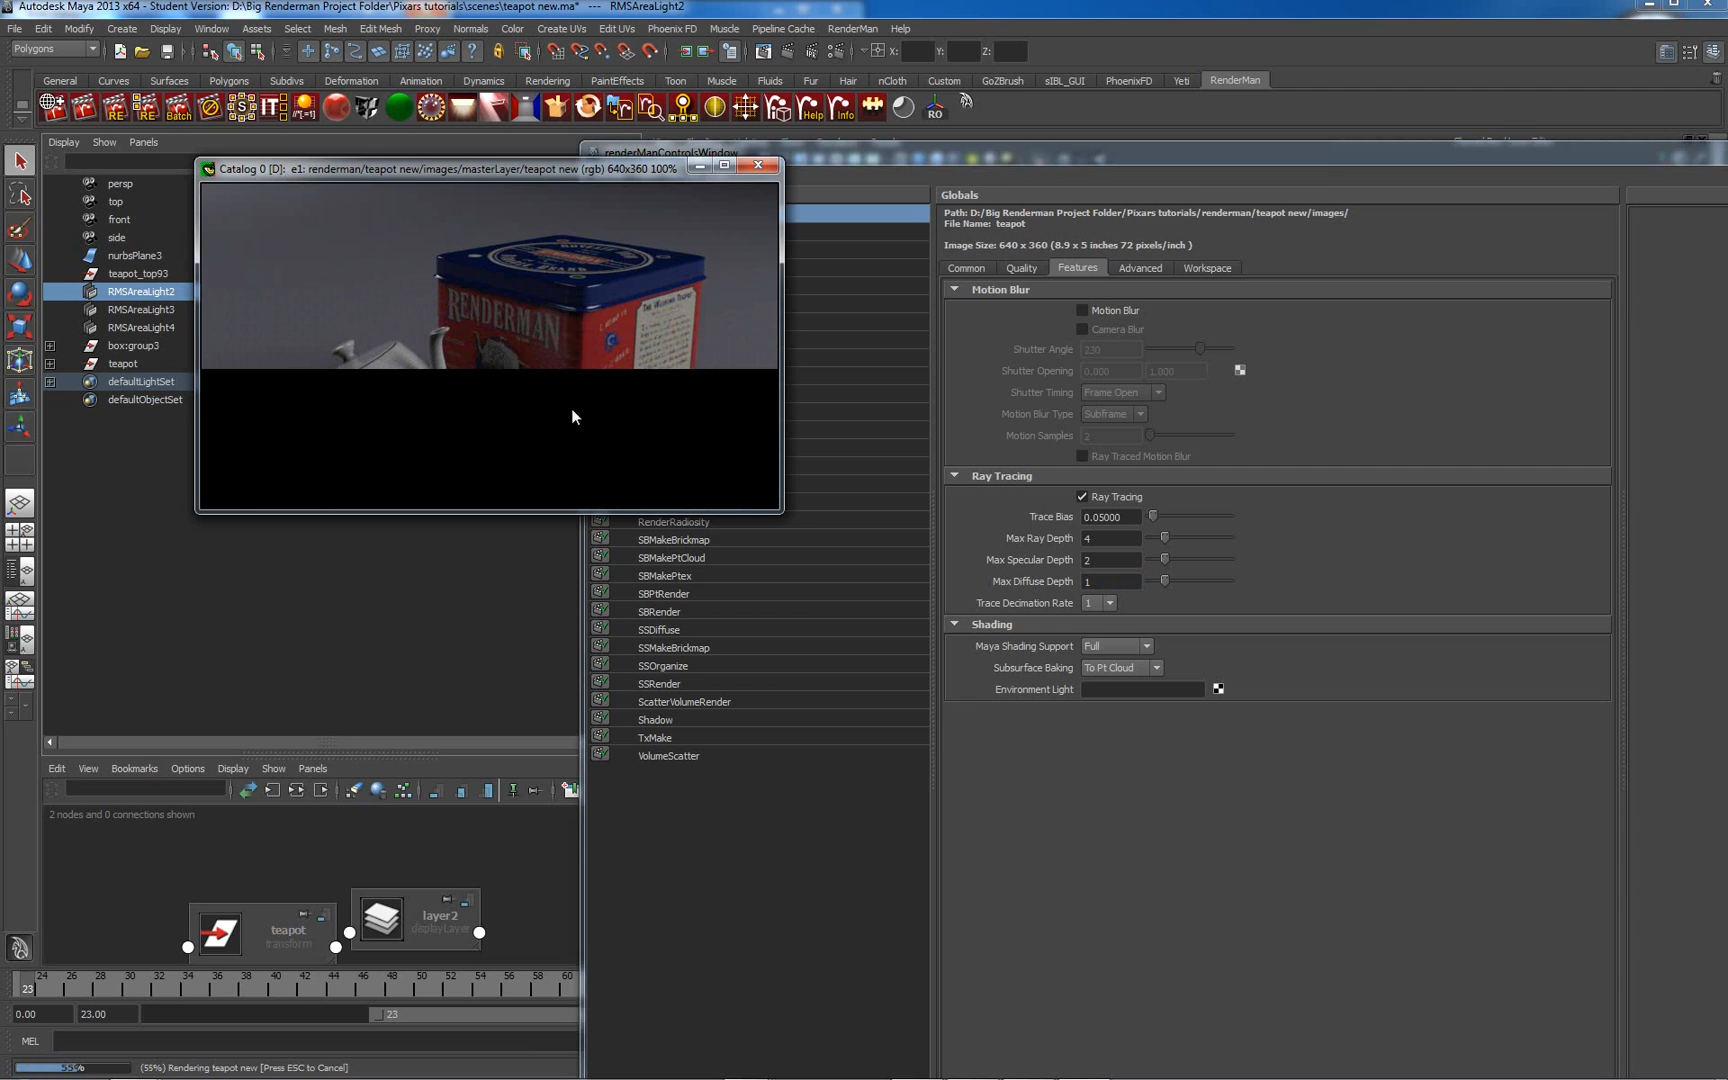 Autodesk Maya 2013 x64 - Student Version: D:\Big Renderman Project Folder\Pixars tutorials\scenes\teapot new.ma* --- RMSAreaLight2
File Edit Modify Create Display Window Assets Select Mesh Edit Mesh Proxy Normals Color Create UVs Edit UVs Phoenix FD Muscle Pipeline Cache RenderMan Help
Polygons X: Y: Z:
General Curves Surfaces Polygons Subdivs Deformation Animation Dynamics Rendering PaintEffects Toon Muscle Fluids Fur Hair nCloth Custom GoZBrush sIBL_GUI PhoenixFD Yeti RenderMan
RE RE Batch S IT Help Info RO
Display Show Panels
renderManControlsWindow
Catalog 0 [D]: e1: renderman/teapot new/images/masterLayer/teapot new (rgb) 640x360 100%
RENDERMAN
persp
top
front
side
nurbsPlane3
teapot_top93
RMSAreaLight2
RMSAreaLight3
RMSAreaLight4
box:group3
teapot
defaultLightSet
defaultObjectSet
RenderRadiosity
SBMakeBrickmap
SBMakePtCloud
SBMakePtex
SBPtRender
SBRender
SSDiffuse
SSMakeBrickmap
SSOrganize
SSRender
ScatterVolumeRender
Shadow
TxMake
VolumeScatter
Globals
Path: D:/Big Renderman Project Folder/Pixars tutorials/renderman/teapot new/images/
File Name: teapot
Image Size: 640 x 360 (8.9 x 5 inches 72 pixels/inch )
Common Quality Features Advanced Workspace
Motion Blur
Motion Blur
Camera Blur
Shutter Angle 230
Shutter Opening 0.000 1.000
Shutter Timing Frame Open
Motion Blur Type Subframe
Motion Samples 2
Ray Traced Motion Blur
Ray Tracing
Ray Tracing
Trace Bias 0.05000
Max Ray Depth 4
Max Specular Depth 2
Max Diffuse Depth 1
Trace Decimation Rate 1
Shading
Maya Shading Support Full
Subsurface Baking To Pt Cloud
Environment Light
Edit View Bookmarks Options Display Show Panels
2 nodes and 0 connections shown
teapot
transform
layer2
displayLayer
24 26 28 30 32 34 36 38 40 42 44 46 48 50 52 54 56 58 60
23
0.00 23.00 23
MEL
55% (55%) Rendering teapot new [Press ESC to Cancel]